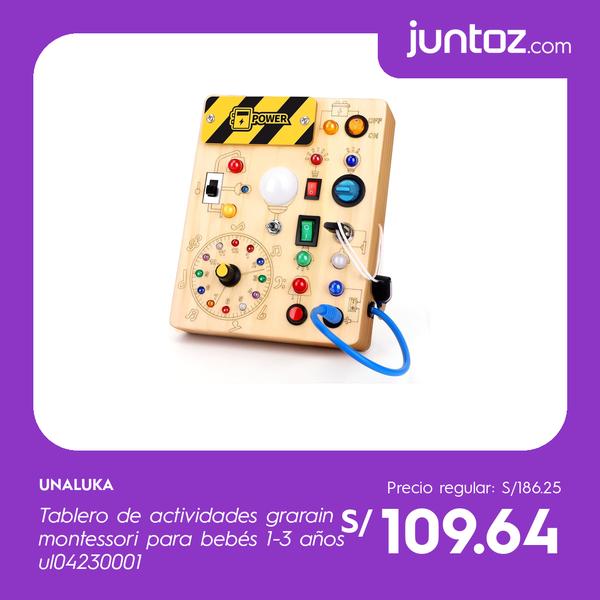 juntoz.com
POWER
OFF
ON
UNALUKA
Tablero de actividades grarain
montessori para bebés 1-3 años
ul04230001
Precio regular: S/186.25
S/109.64